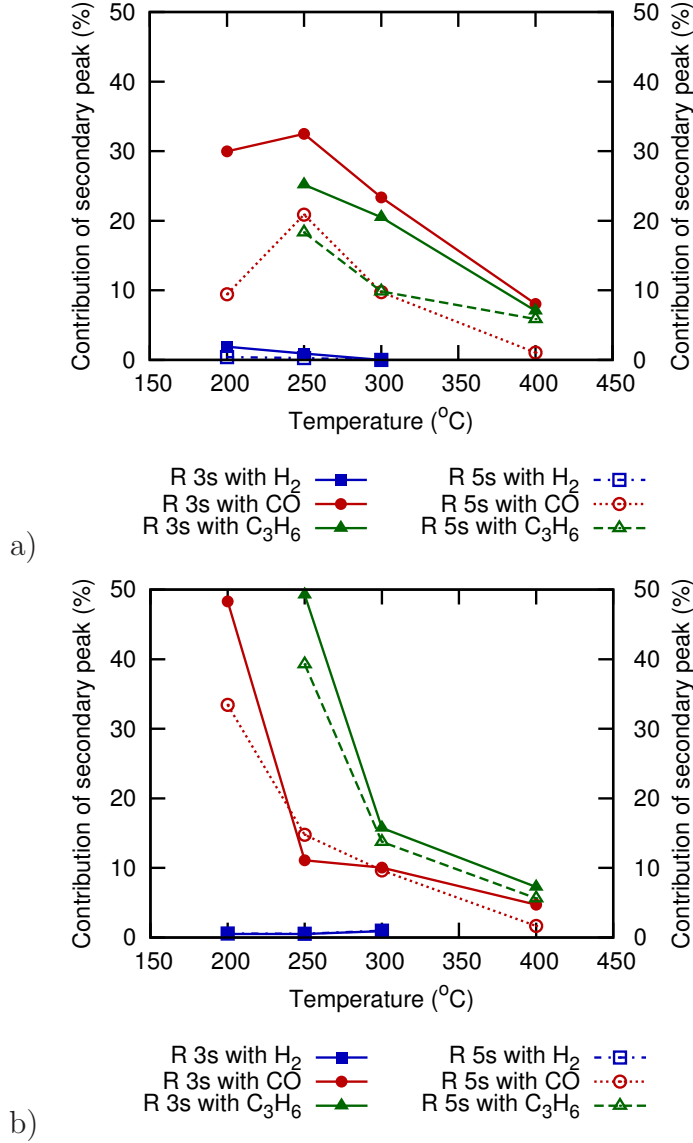 Contribution of secondary peak (%)
50
40
30
20
10
0
50
40
30
20
10
0
Contribution of secondary peak (%)
150 200 250 300 350 400 450
Temperature (°C)
R 3s with H₂
R 3s with CO
R 3s with C₃H₆
R 5s with H₂
R 5s with CO
R 5s with C₃H₆
a)
Contribution of secondary peak (%)
50
40
30
20
10
0
50
40
30
20
10
0
Contribution of secondary peak (%)
150 200 250 300 350 400 450
Temperature (°C)
R 3s with H₂
R 3s with CO
R 3s with C₃H₆
R 5s with H₂
R 5s with CO
R 5s with C₃H₆
b)